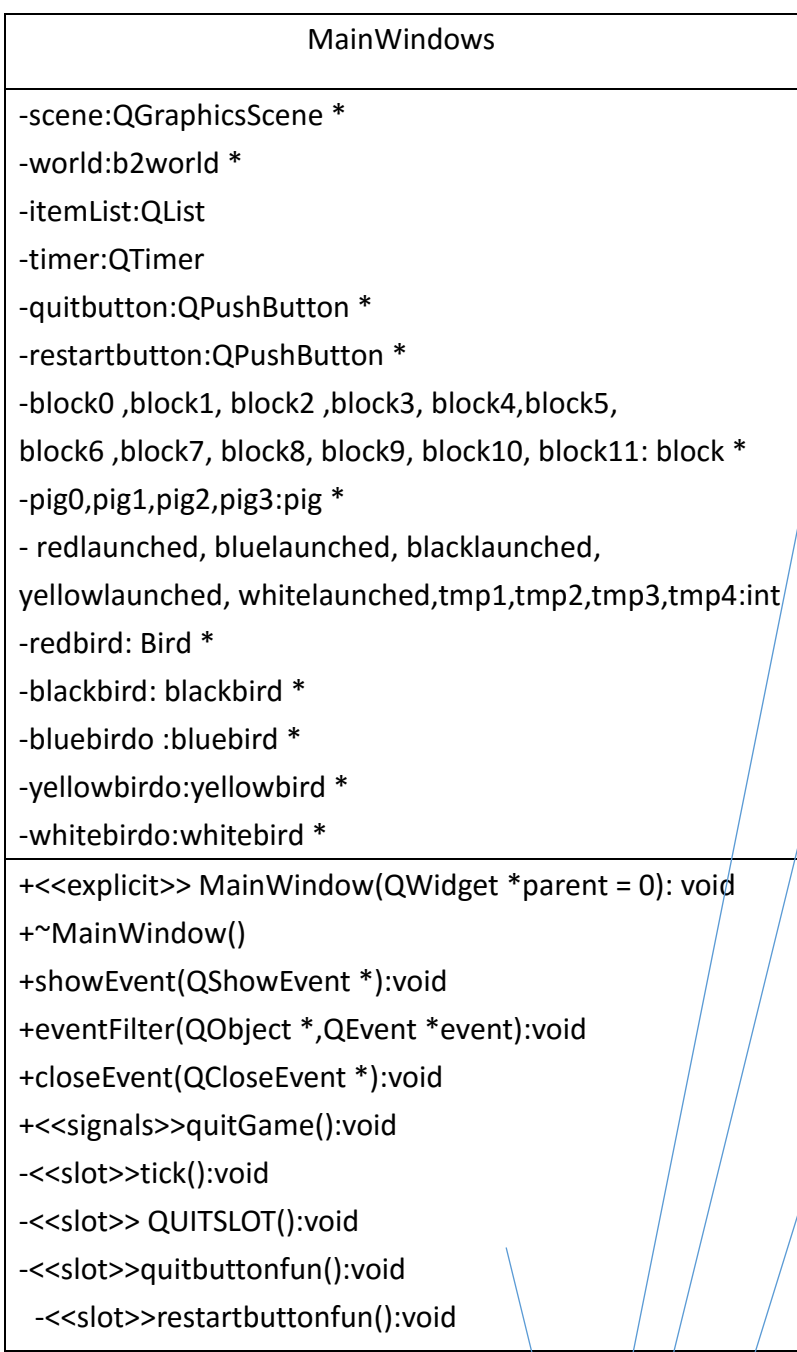 MainWindows
-scene:QGraphicsScene *
-world:b2world *
-itemList:QList
-timer:QTimer
-quitbutton:QPushButton *
-restartbutton:QPushButton *
-block0 ,block1, block2 ,block3, block4,block5,
block6 ,block7, block8, block9, block10, block11: block *
-pig0,pig1,pig2,pig3:pig *
- redlaunched, bluelaunched, blacklaunched,
yellowlaunched, whitelaunched,tmp1,tmp2,tmp3,tmp4:int
-redbird: Bird *
-blackbird: blackbird *
-bluebirdo :bluebird *
-yellowbirdo:yellowbird *
-whitebirdo:whitebird *
+<<explicit>> MainWindow(QWidget *parent = 0): void
+~MainWindow()
+showEvent(QShowEvent *):void
+eventFilter(QObject *,QEvent *event):void
+closeEvent(QCloseEvent *):void
+<<signals>>quitGame():void
-<<slot>>tick():void
-<<slot>> QUITSLOT():void
-<<slot>>quitbuttonfun():void
-<<slot>>restartbuttonfun():void